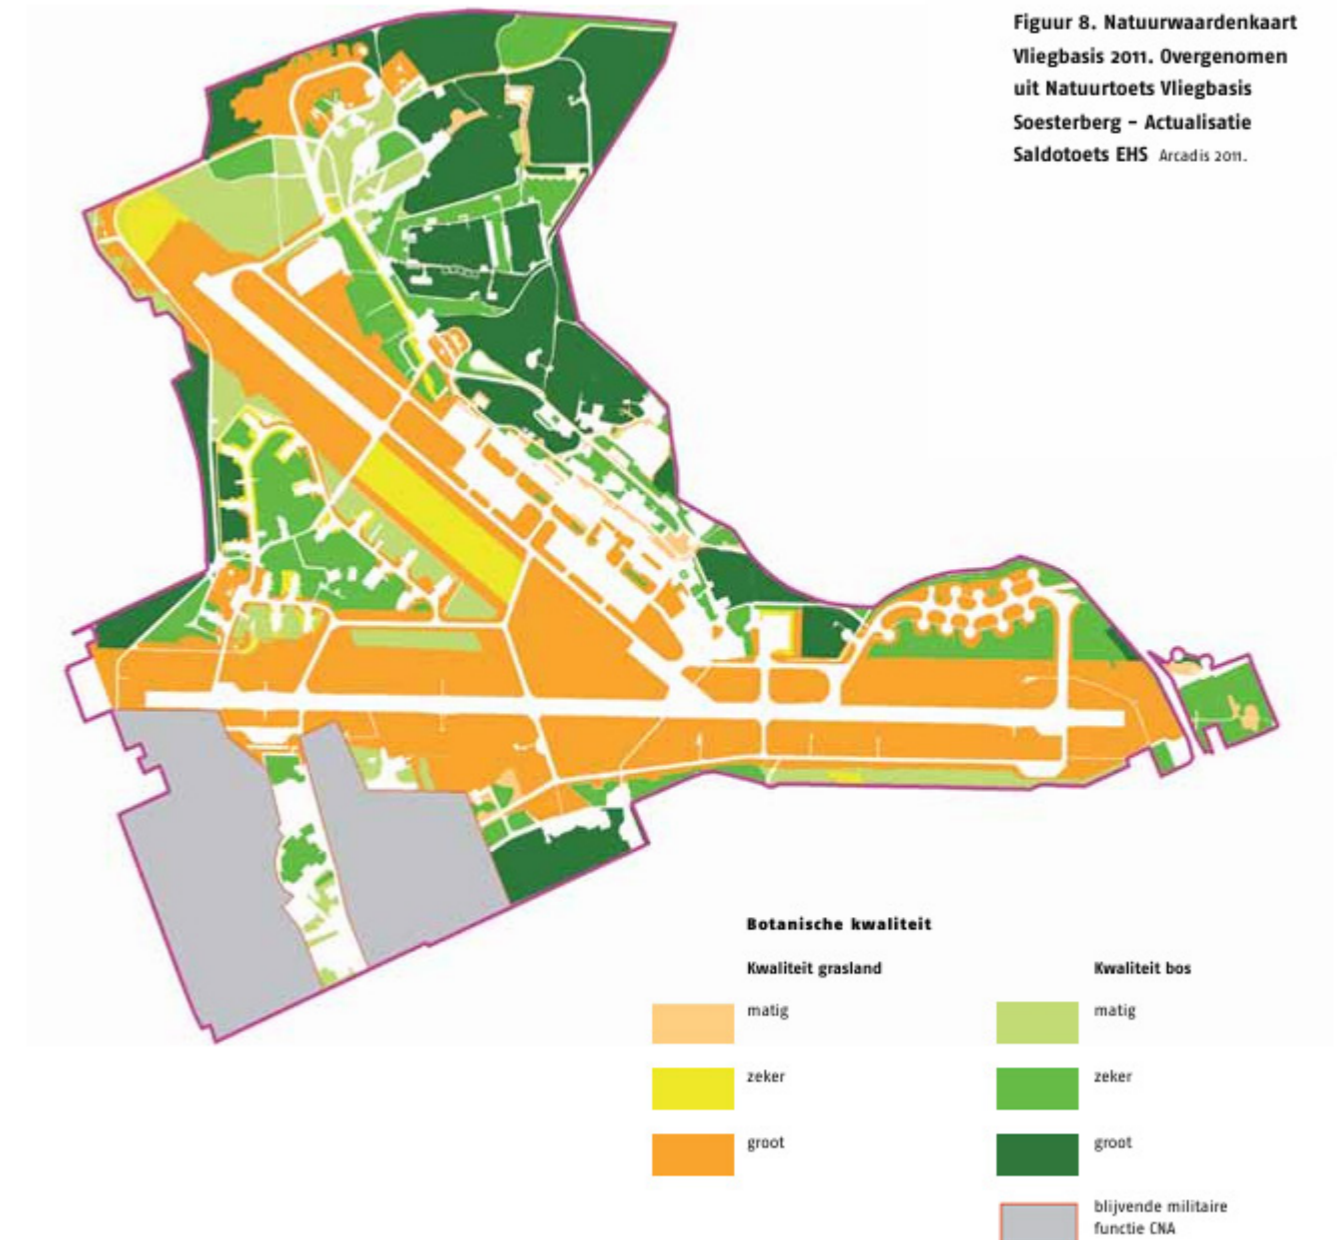 Figuur 8. Natuurwaardenkaart
Vliegbasis 2011. Overgenomen
uit Natuurtoets Vliegbasis
Soesterberg – Actualisatie
Saldotoets EHS Arcadis 2011.
Botanische kwaliteit
Kwaliteit grasland
matig
zeker
groot
Kwaliteit bos
matig
zeker
groot
blijvende militaire
functie CNA